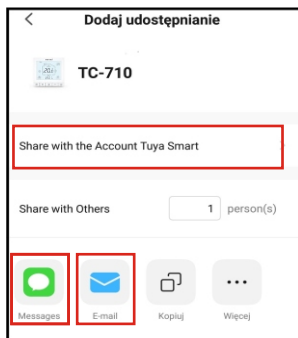 Dodaj udostępnianie
TC-710
Share with the Account Tuya Smart
Share with Others 1 person(s)
Messages E-mail Kopiuj Więcej